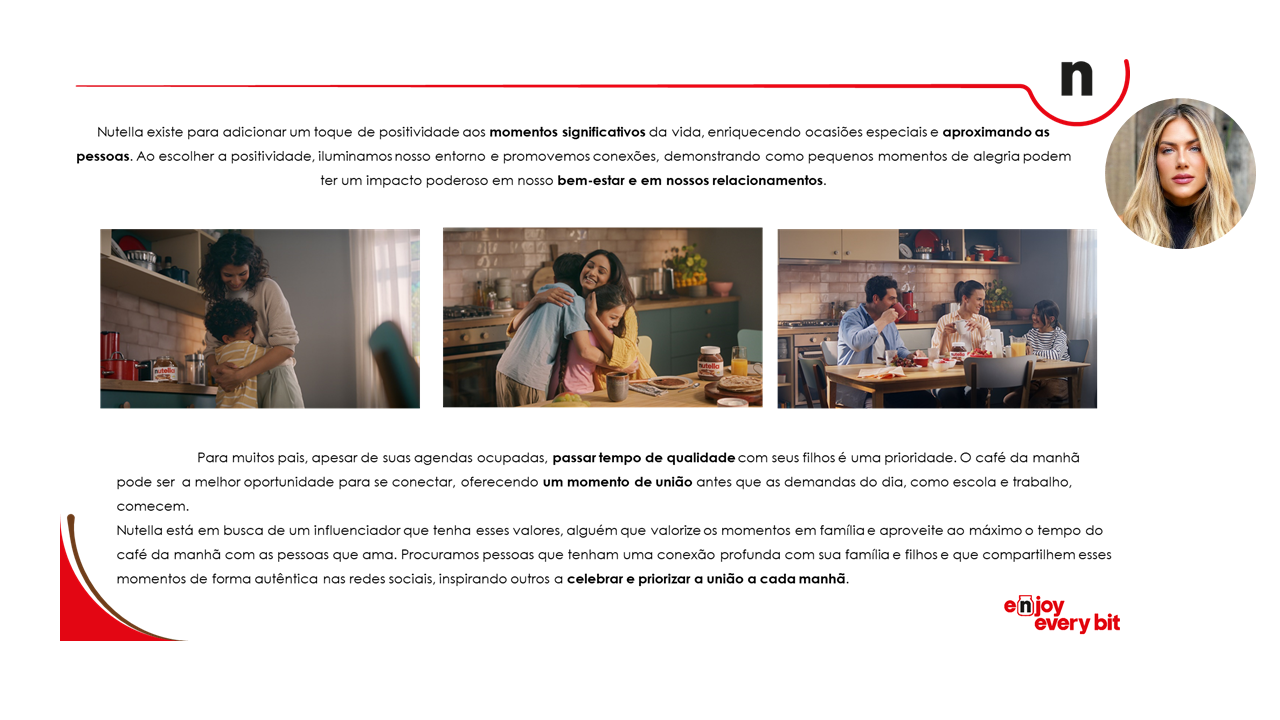 n
Nutella existe para adicionar um toque de positividade aos momentos significativos da vida, enriquecendo ocasiões especiais e aproximando as
pessoas. Ao escolher a positividade, iluminamos nosso entorno e promovemos conexões, demonstrando como pequenos momentos de alegria podem
ter um impacto poderoso em nosso bem-estar e em nossos relacionamentos.
nutella
nutella
nutella
Para muitos pais, apesar de suas agendas ocupadas, passar tempo de qualidade com seus filhos é uma prioridade. O café da manhã
pode ser a melhor oportunidade para se conectar, oferecendo um momento de união antes que as demandas do dia, como escola e trabalho,
comecem.
Nutella está em busca de um influenciador que tenha esses valores, alguém que valorize os momentos em família e aproveite ao máximo o tempo do
café da manhã com as pessoas que ama. Procuramos pessoas que tenham uma conexão profunda com sua família e filhos e que compartilhem esses
momentos de forma autêntica nas redes sociais, inspirando outros a celebrar e priorizar a união a cada manhã.
enjoy
every bit